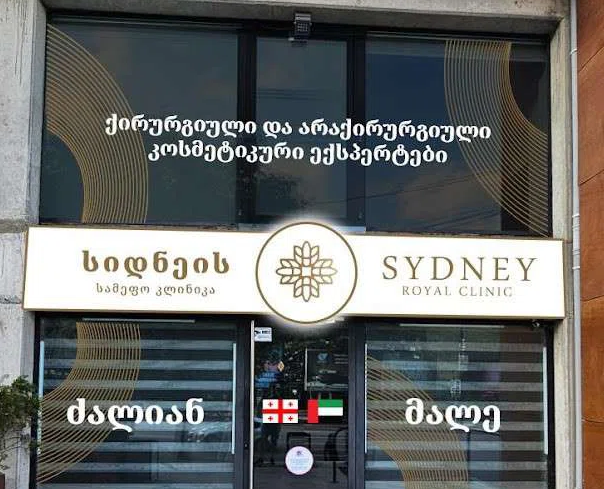 ქირურგიული და არაქირურგიული
კოსმეტიკური ექსპერტები
სიდნეის
სამეფო კლინიკა
SYDNEY
ROYAL CLINIC
ძალიან
მალე